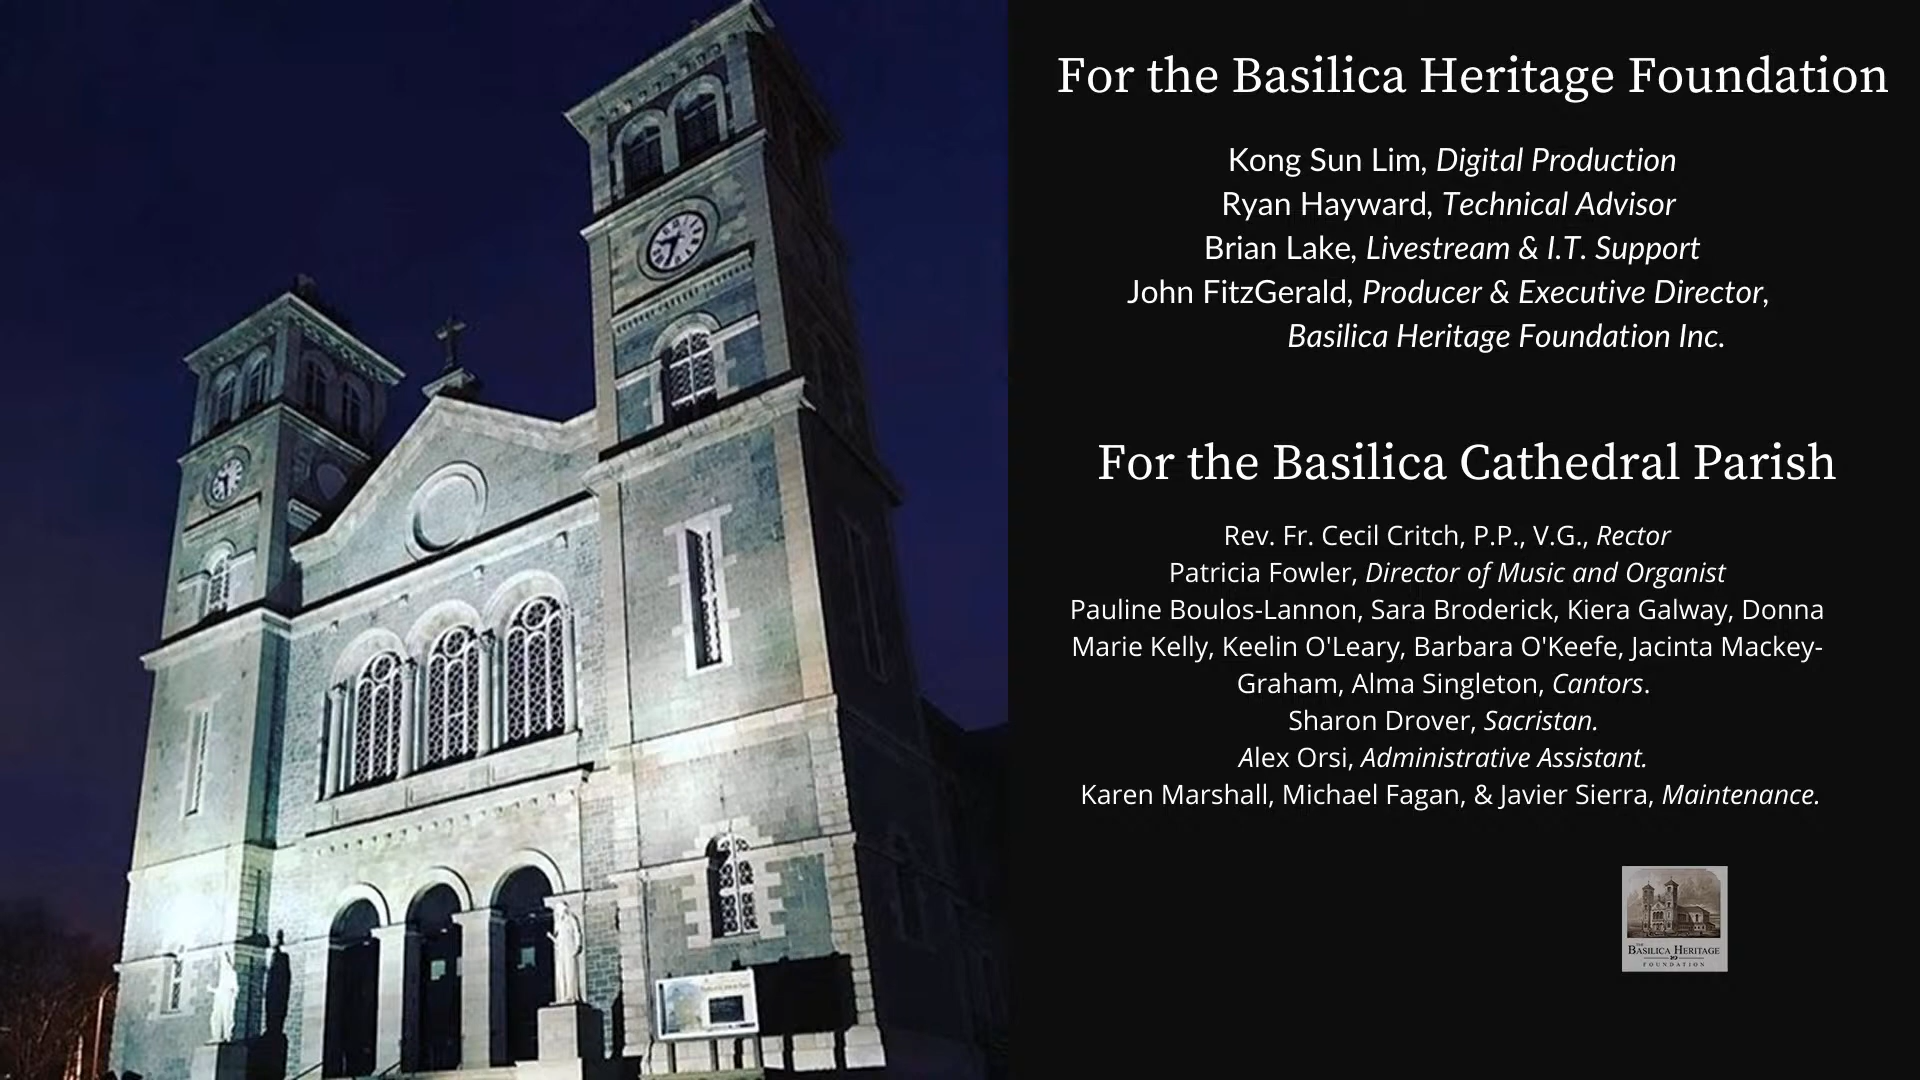 For the Basilica Heritage Foundation
Kong Sun Lim, Digital Production
Ryan Hayward, Technical Advisor
Brian Lake, Livestream & I.T. Support
John FitzGerald, Producer & Executive Director,
Basilica Heritage Foundation Inc.
For the Basilica Cathedral Parish
Rev. Fr. Cecil Critch, P.P., V.G., Rector
Patricia Fowler, Director of Music and Organist
Pauline Boulos-Lannon, Sara Broderick, Kiera Galway, Donna
Marie Kelly, Keelin O'Leary, Barbara O'Keefe, Jacinta Mackey-
Graham, Alma Singleton, Cantors.
Sharon Drover, Sacristan.
Alex Orsi, Administrative Assistant.
Karen Marshall, Michael Fagan, & Javier Sierra, Maintenance.
THE
BASILICA HERITAGE
FOUNDATION